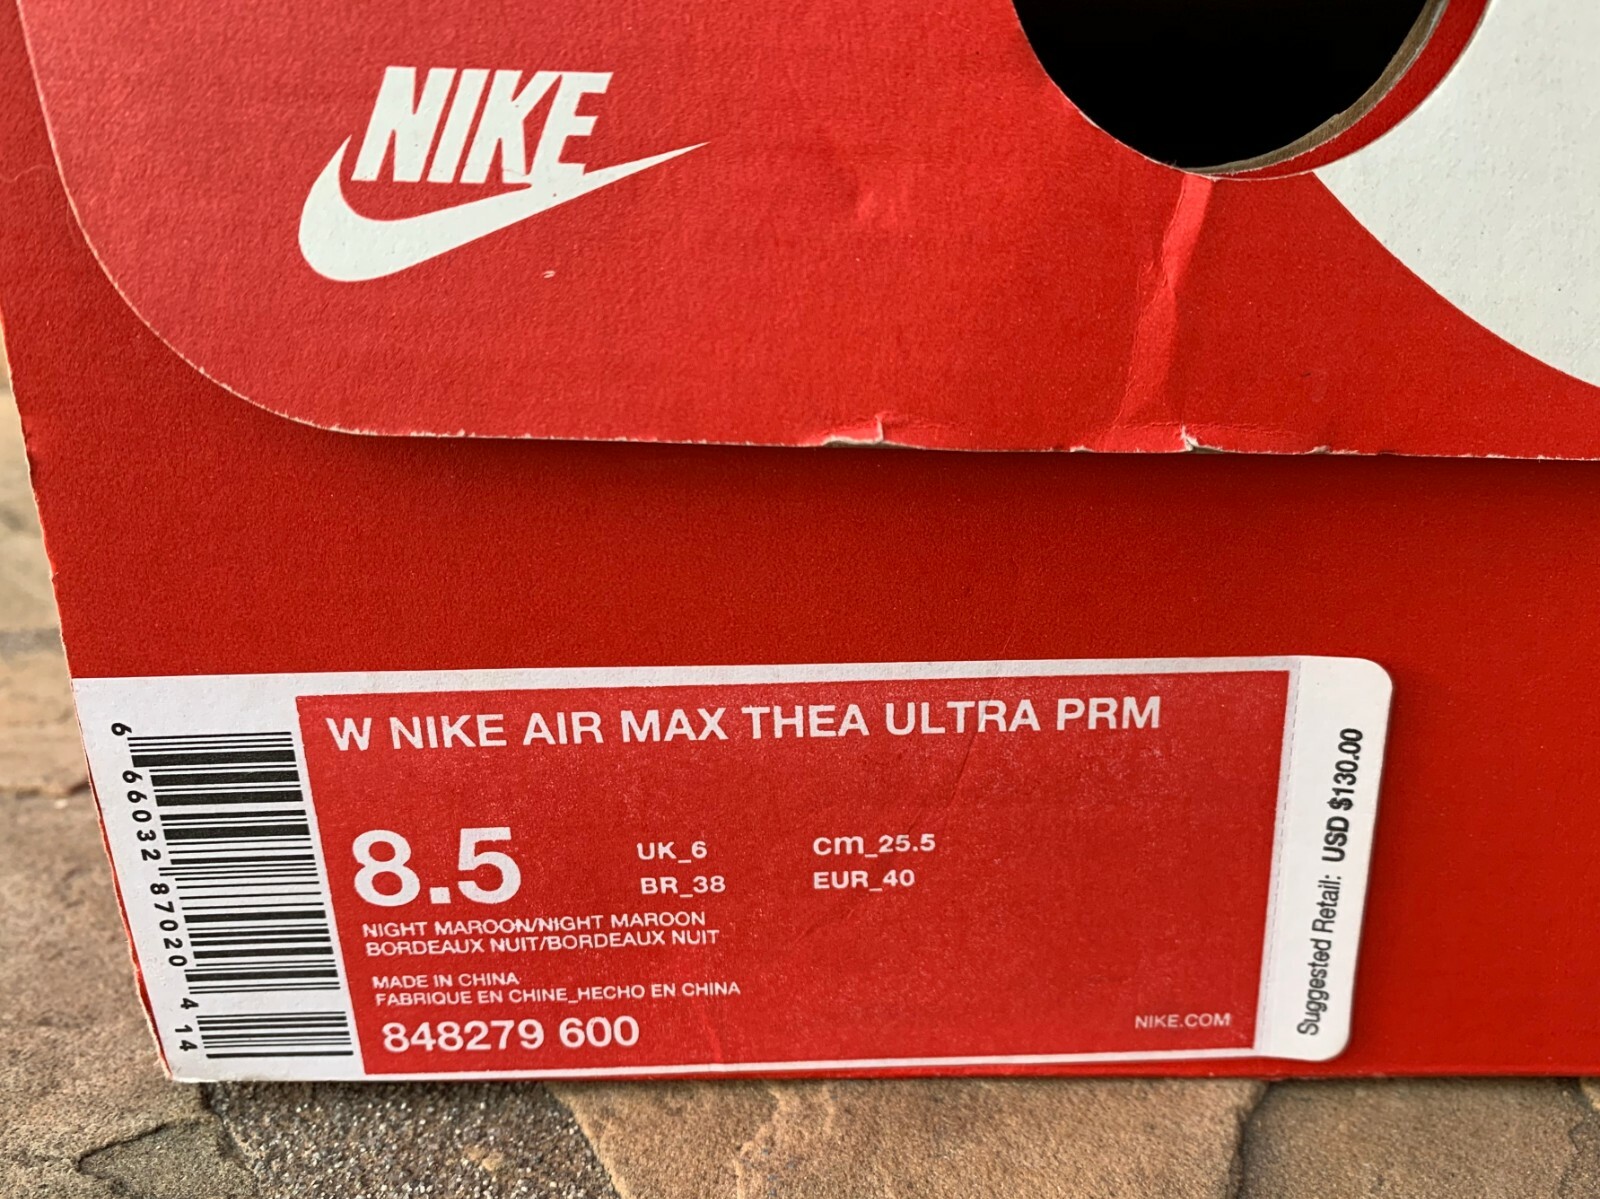 NIKE
W NIKE AIR MAX THEA ULTRA PRM
8.5
UK_6
cm_25.5
BR_38
EUR_40
NIGHT MAROON/NIGHT MAROON
BORDEAUX NUIT/BORDEAUX NUIT
MADE IN CHINA
FABRIQUE EN CHINE_HECHO EN CHINA
848279 600
NIKE.COM
6 66032 87020 4 14
Suggested Retail: USD $130.00